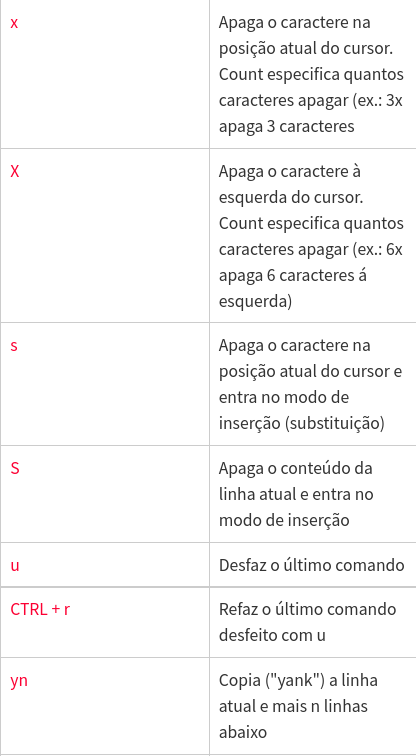 x
Apaga o caractere na
posição atual do cursor.
Count especifica quantos
caracteres apagar (ex.: 3x
apaga 3 caracteres
X
Apaga o caractere à
esquerda do cursor.
Count especifica quantos
caracteres apagar (ex.: 6x
apaga 6 caracteres á
esquerda)
s
Apaga o caractere na
posição atual do cursor e
entra no modo de
inserção (substituição)
S
Apaga o conteúdo da
linha atual e entra no
modo de inserção
u
Desfaz o último comando
CTRL + r
Refaz o último comando
desfeito com u
yn
Copia ("yank") a linha
atual e mais n linhas
abaixo